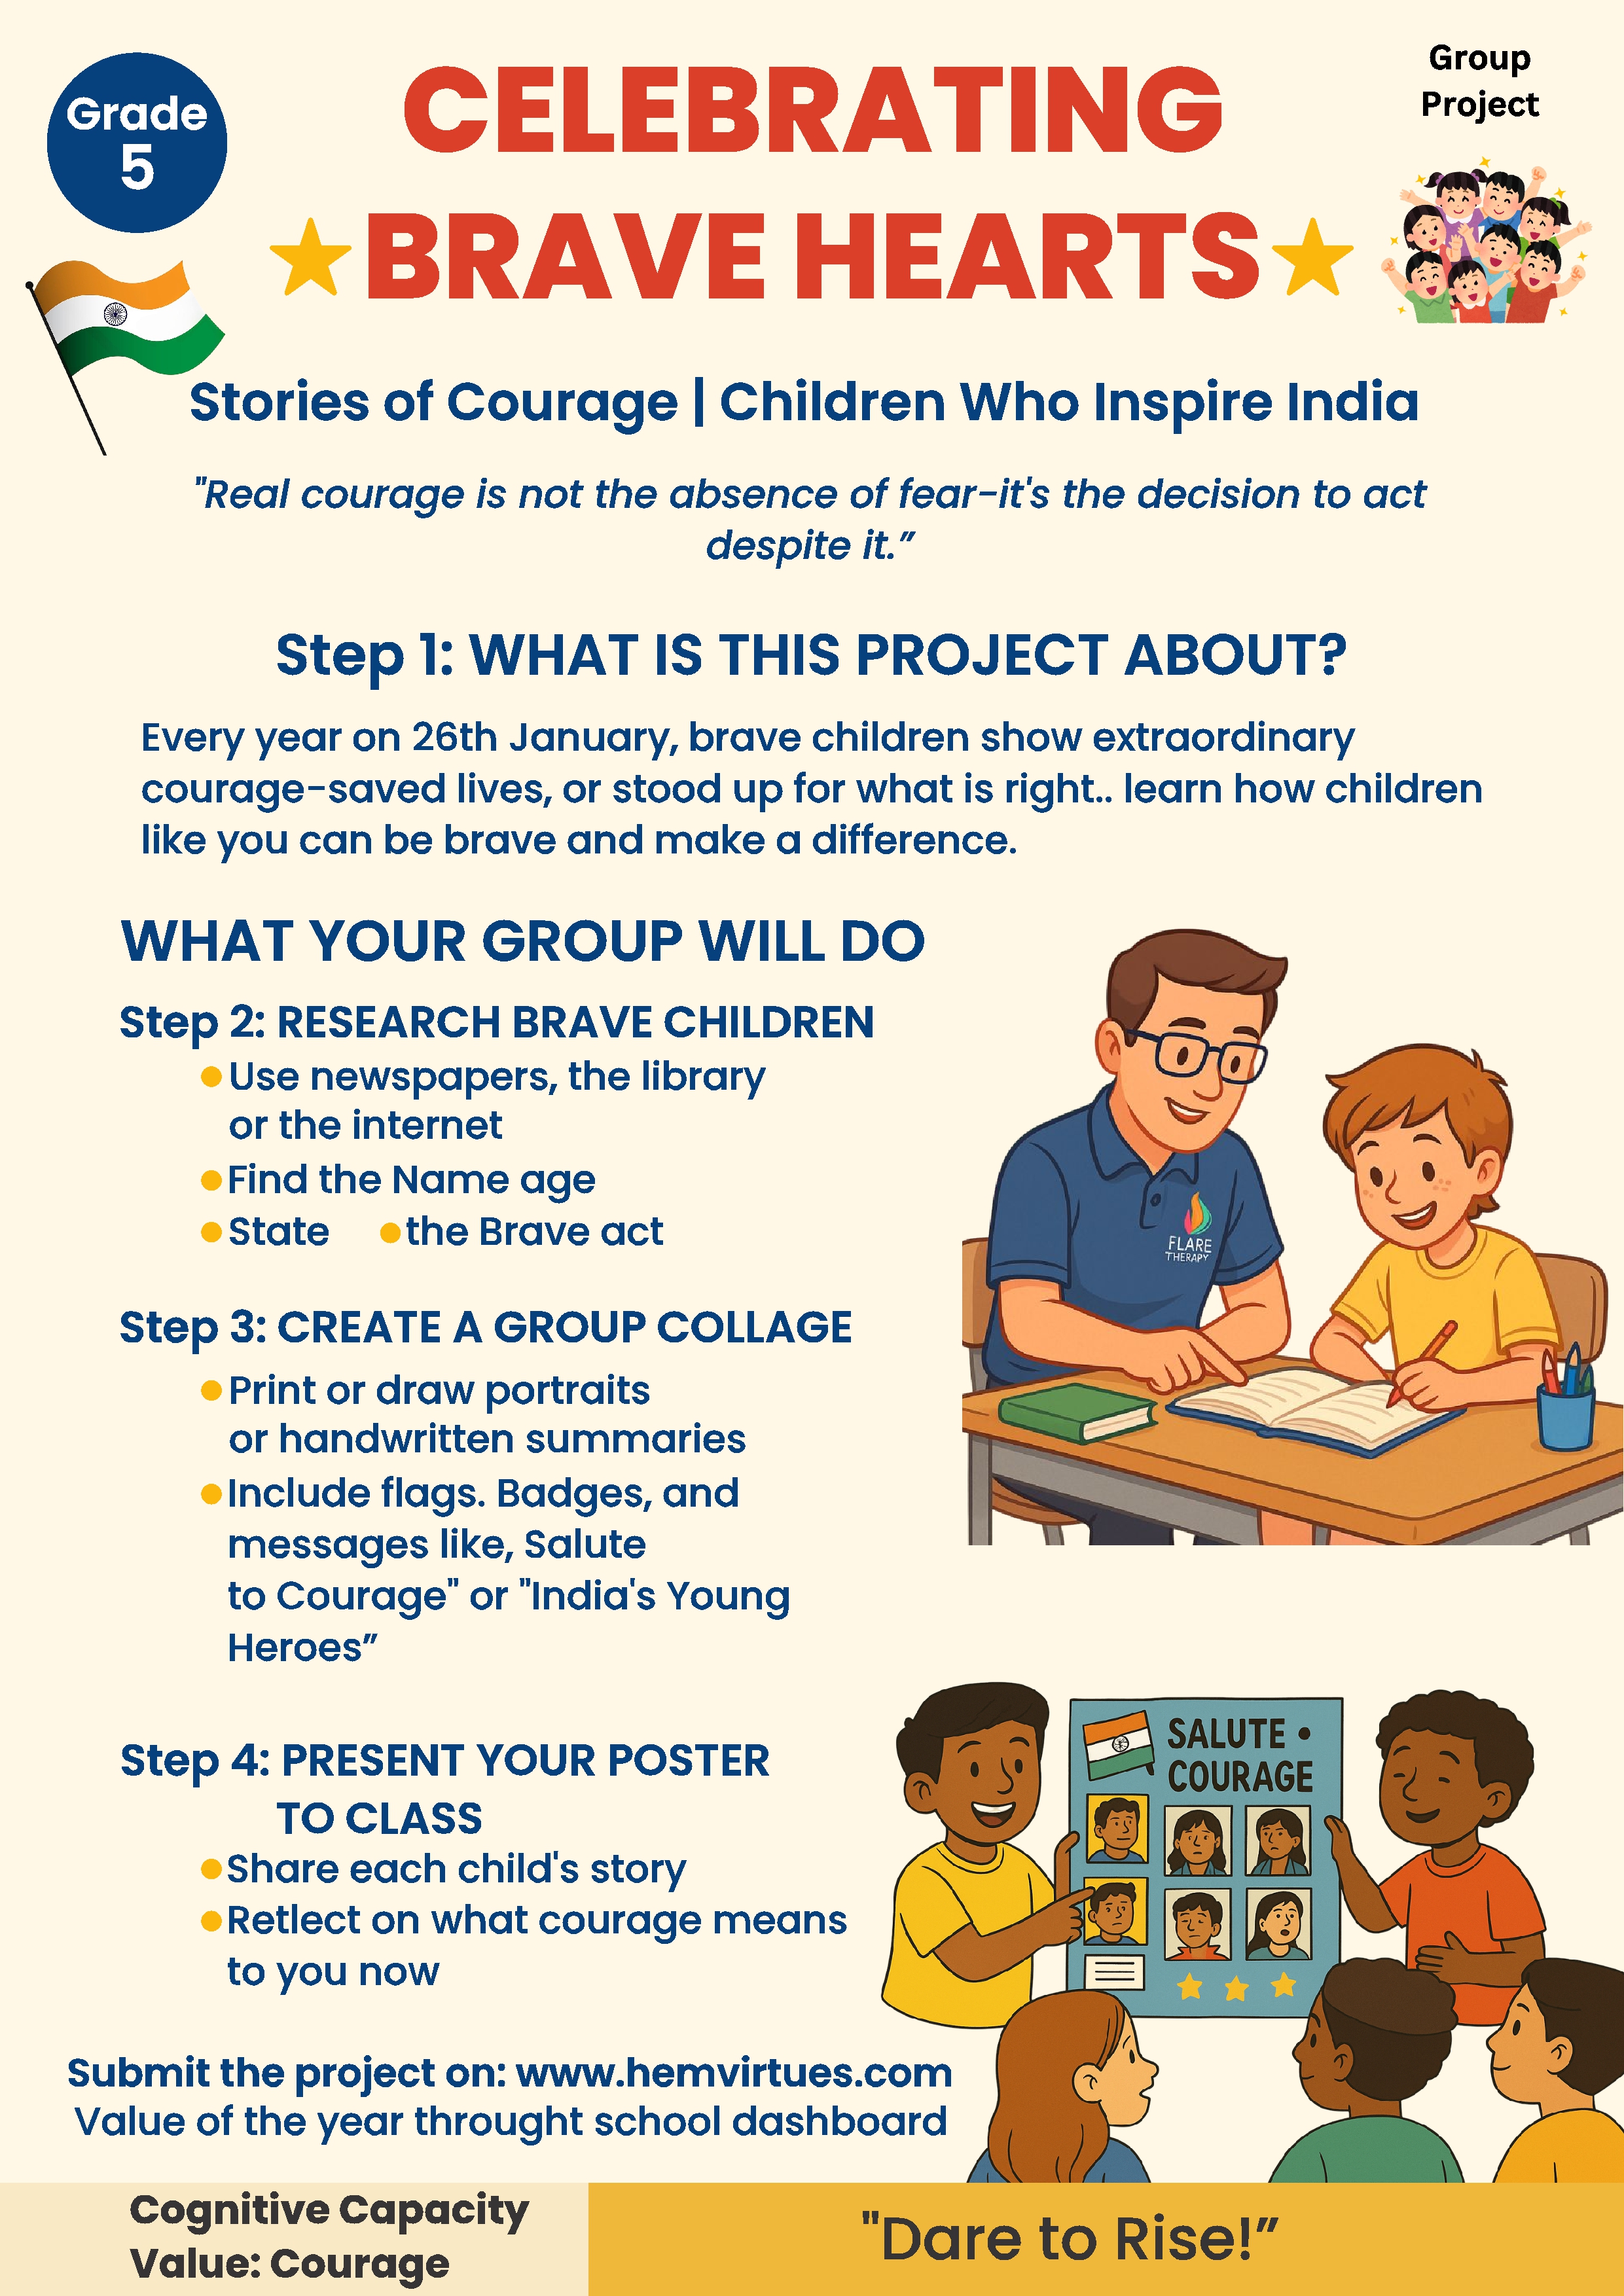 Grade
5
CELEBRATING
BRAVE HEARTS
Group
Project
Stories of Courage | Children Who Inspire India
"Real courage is not the absence of fear-it's the decision to act
despite it.”
Step 1: WHAT IS THIS PROJECT ABOUT?
Every year on 26th January, brave children show extraordinary
courage-saved lives, or stood up for what is right.. learn how children
like you can be brave and make a difference.
WHAT YOUR GROUP WILL DO
Step 2: RESEARCH BRAVE CHILDREN
●Use newspapers, the library
or the internet
●Find the Name age
●State ●the Brave act
FLARE
THERAPY
Step 3: CREATE A GROUP COLLAGE
●Print or draw portraits
or handwritten summaries
●Include flags. Badges, and
messages like, Salute
to Courage" or "India's Young
Heroes”
Step 4: PRESENT YOUR POSTER
TO CLASS
●Share each child's story
●Retlect on what courage means
to you now
SALUTE •
COURAGE
Submit the project on: www.hemvirtues.com
Value of the year throught school dashboard
Cognitive Capacity
Value: Courage
"Dare to Rise!”